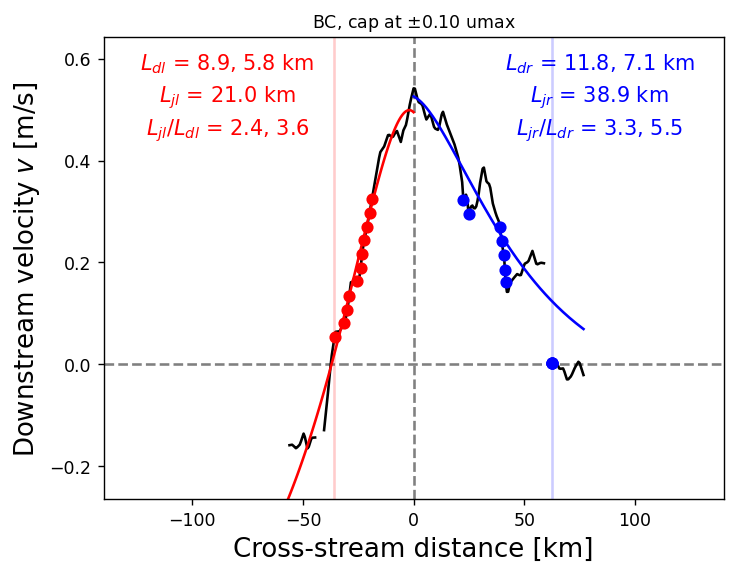 BC, cap at ±0.10 umax
L_dl = 8.9, 5.8 km
L_jl = 21.0 km
L_jl/L_dl = 2.4, 3.6
L_dr = 11.8, 7.1 km
L_jr = 38.9 km
L_jr/L_dr = 3.3, 5.5
Downstream velocity v [m/s]
0.6
0.4
0.2
0.0
−0.2
−100
−50
0
50
100
Cross-stream distance [km]